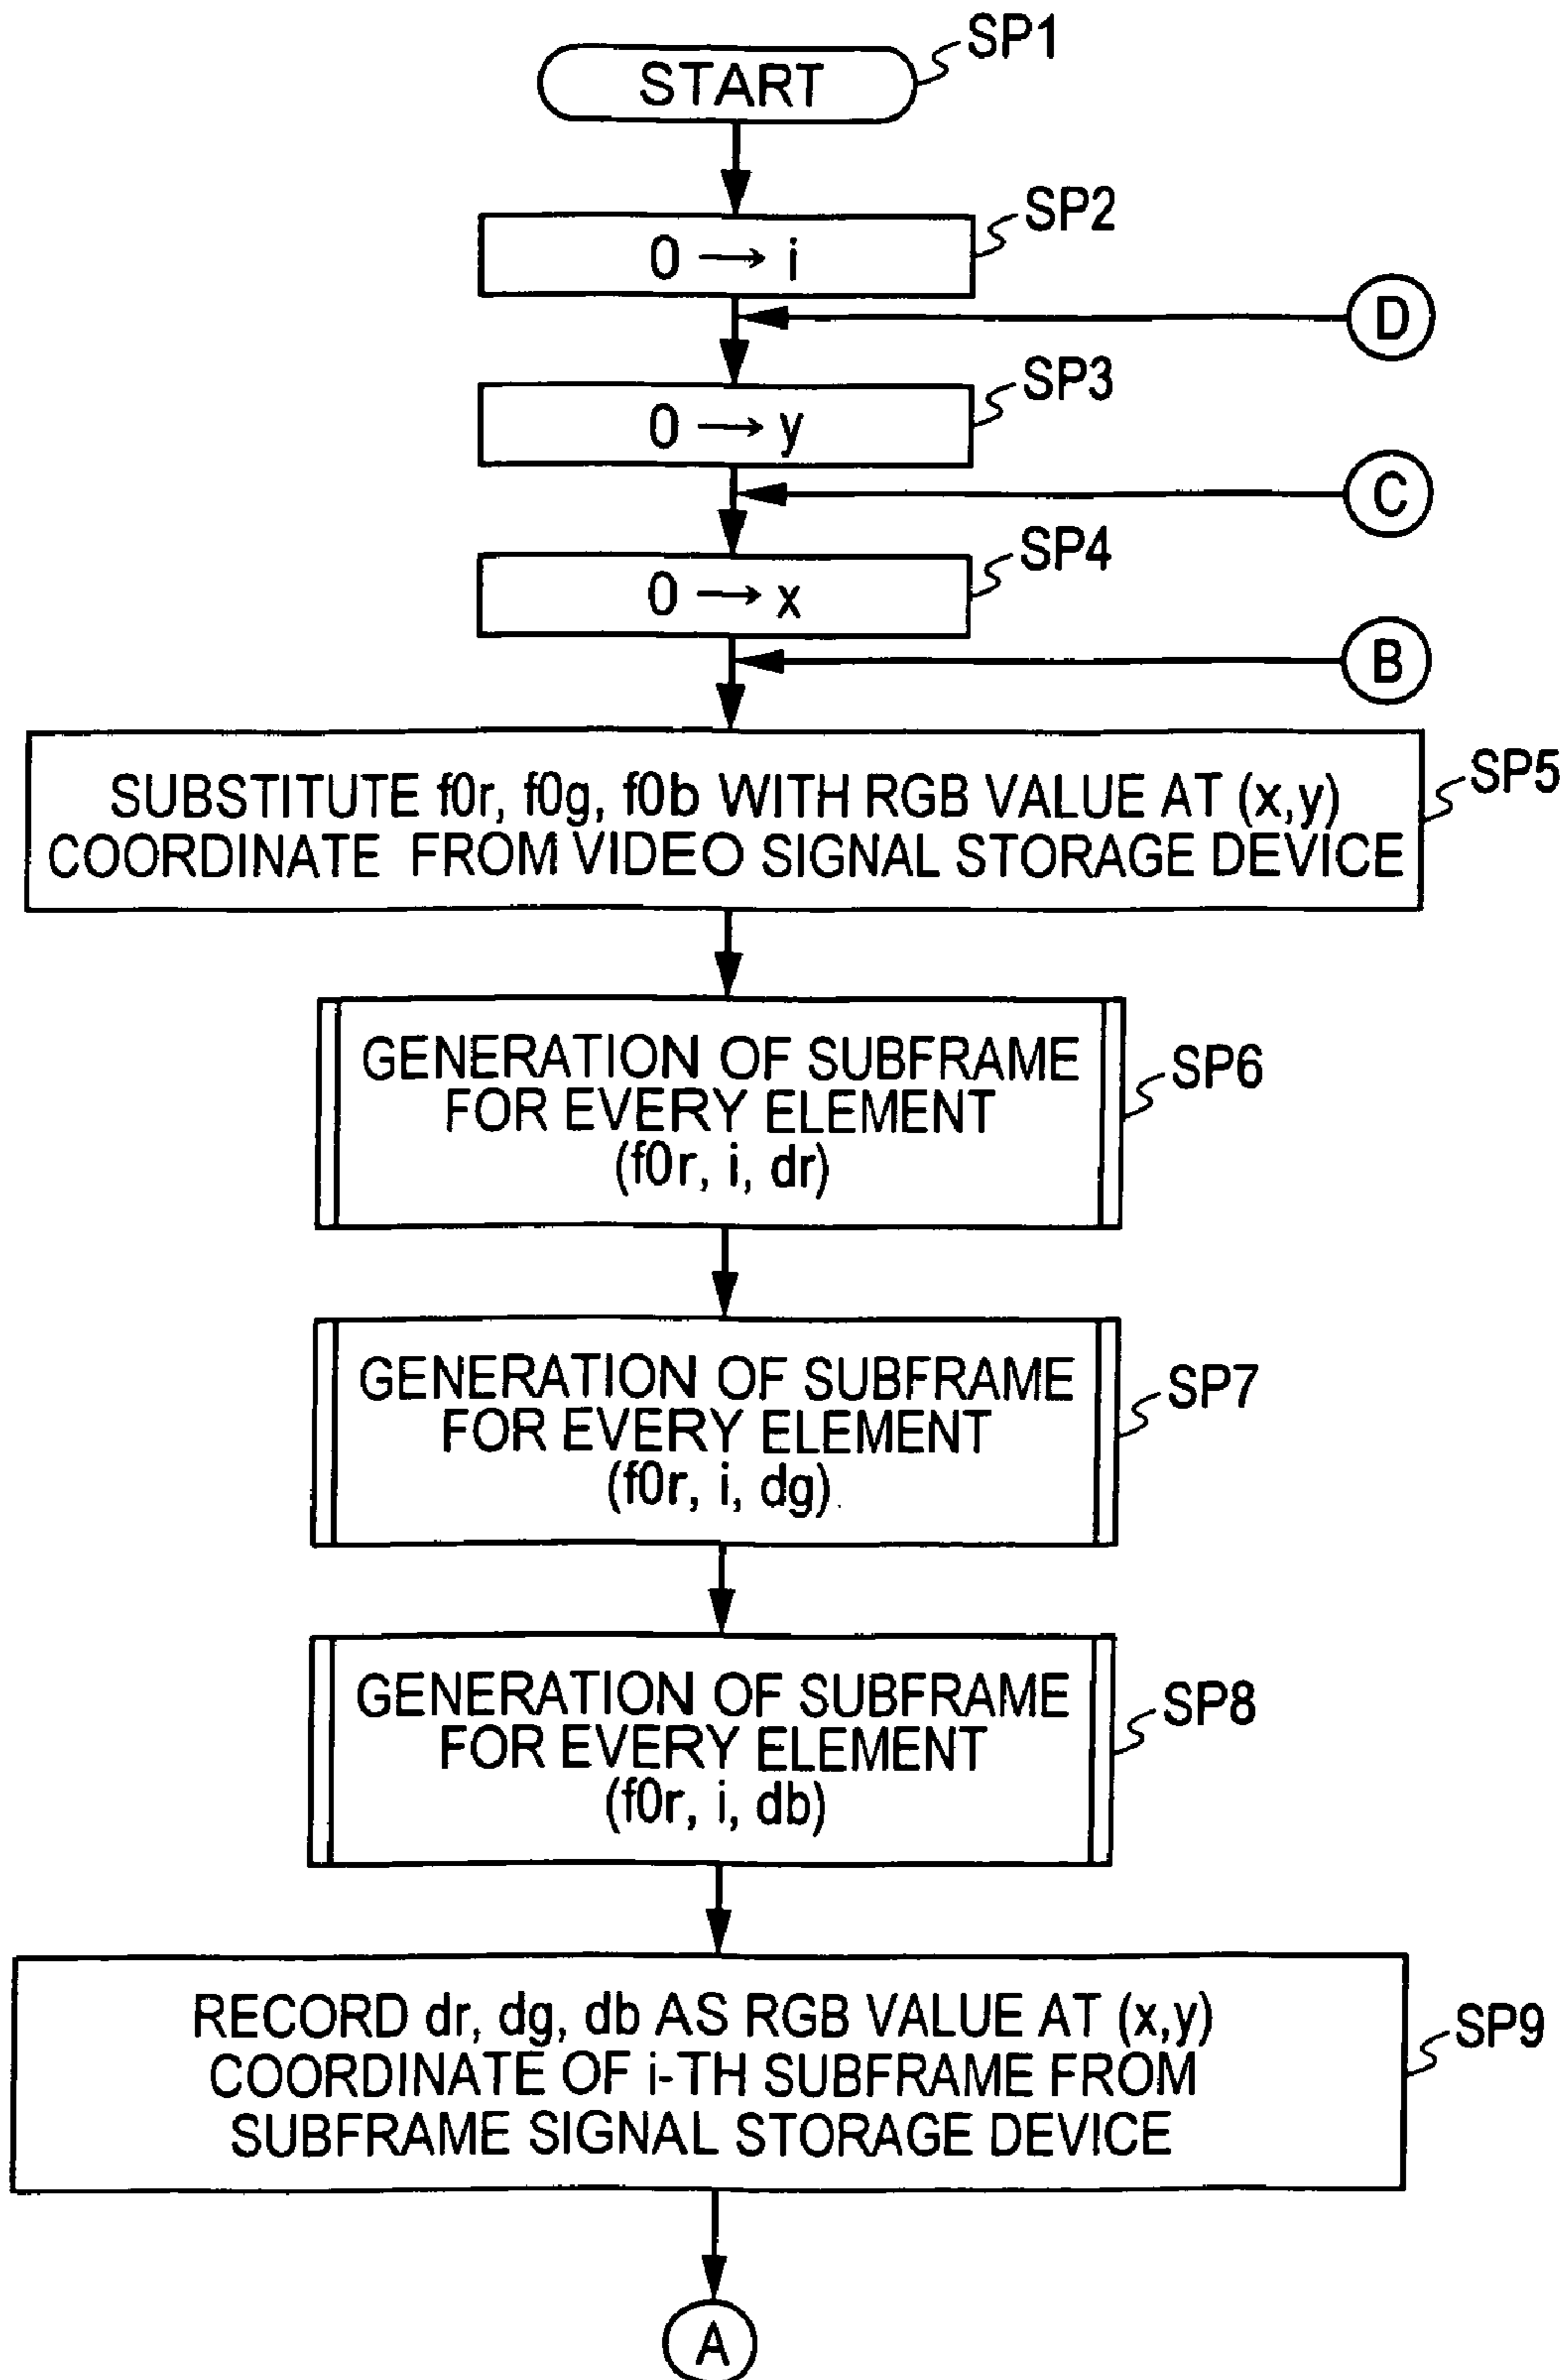 SP1
START
SP2
0 → i
D
SP3
0 → y
C
SP4
0 → x
B
SP5
SUBSTITUTE f0r, f0g, f0b WITH RGB VALUE AT (x,y)
COORDINATE FROM VIDEO SIGNAL STORAGE DEVICE
GENERATION OF SUBFRAME
FOR EVERY ELEMENT
(f0r, i, dr)
SP6
GENERATION OF SUBFRAME
FOR EVERY ELEMENT
(f0r, i, dg)
SP7
GENERATION OF SUBFRAME
FOR EVERY ELEMENT
(f0r, i, db)
SP8
RECORD dr, dg, db AS RGB VALUE AT (x,y)
COORDINATE OF i-TH SUBFRAME FROM
SUBFRAME SIGNAL STORAGE DEVICE
SP9
A